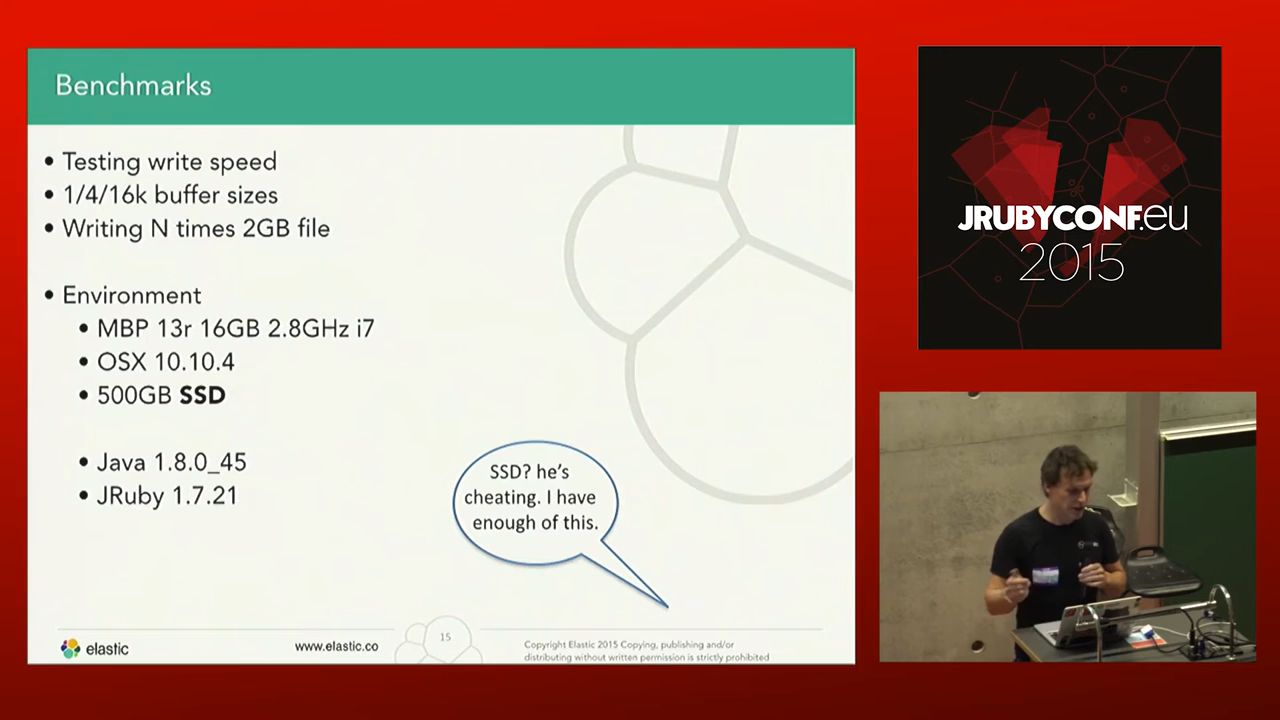 Benchmarks
• Testing write speed
• 1/4/16k buffer sizes
• Writing N times 2GB file
• Environment
• MBP 13r 16GB 2.8GHz i7
• OSX 10.10.4
• 500GB SSD
• Java 1.8.0_45
• JRuby 1.7.21
SSD? he's
cheating. I have
enough of this.
elastic
www.elastic.co
15
Copyright Elastic 2015 Copying, publishing and/or
distributing without written permission is strictly prohibited
JRUBYCONF.eu
2015